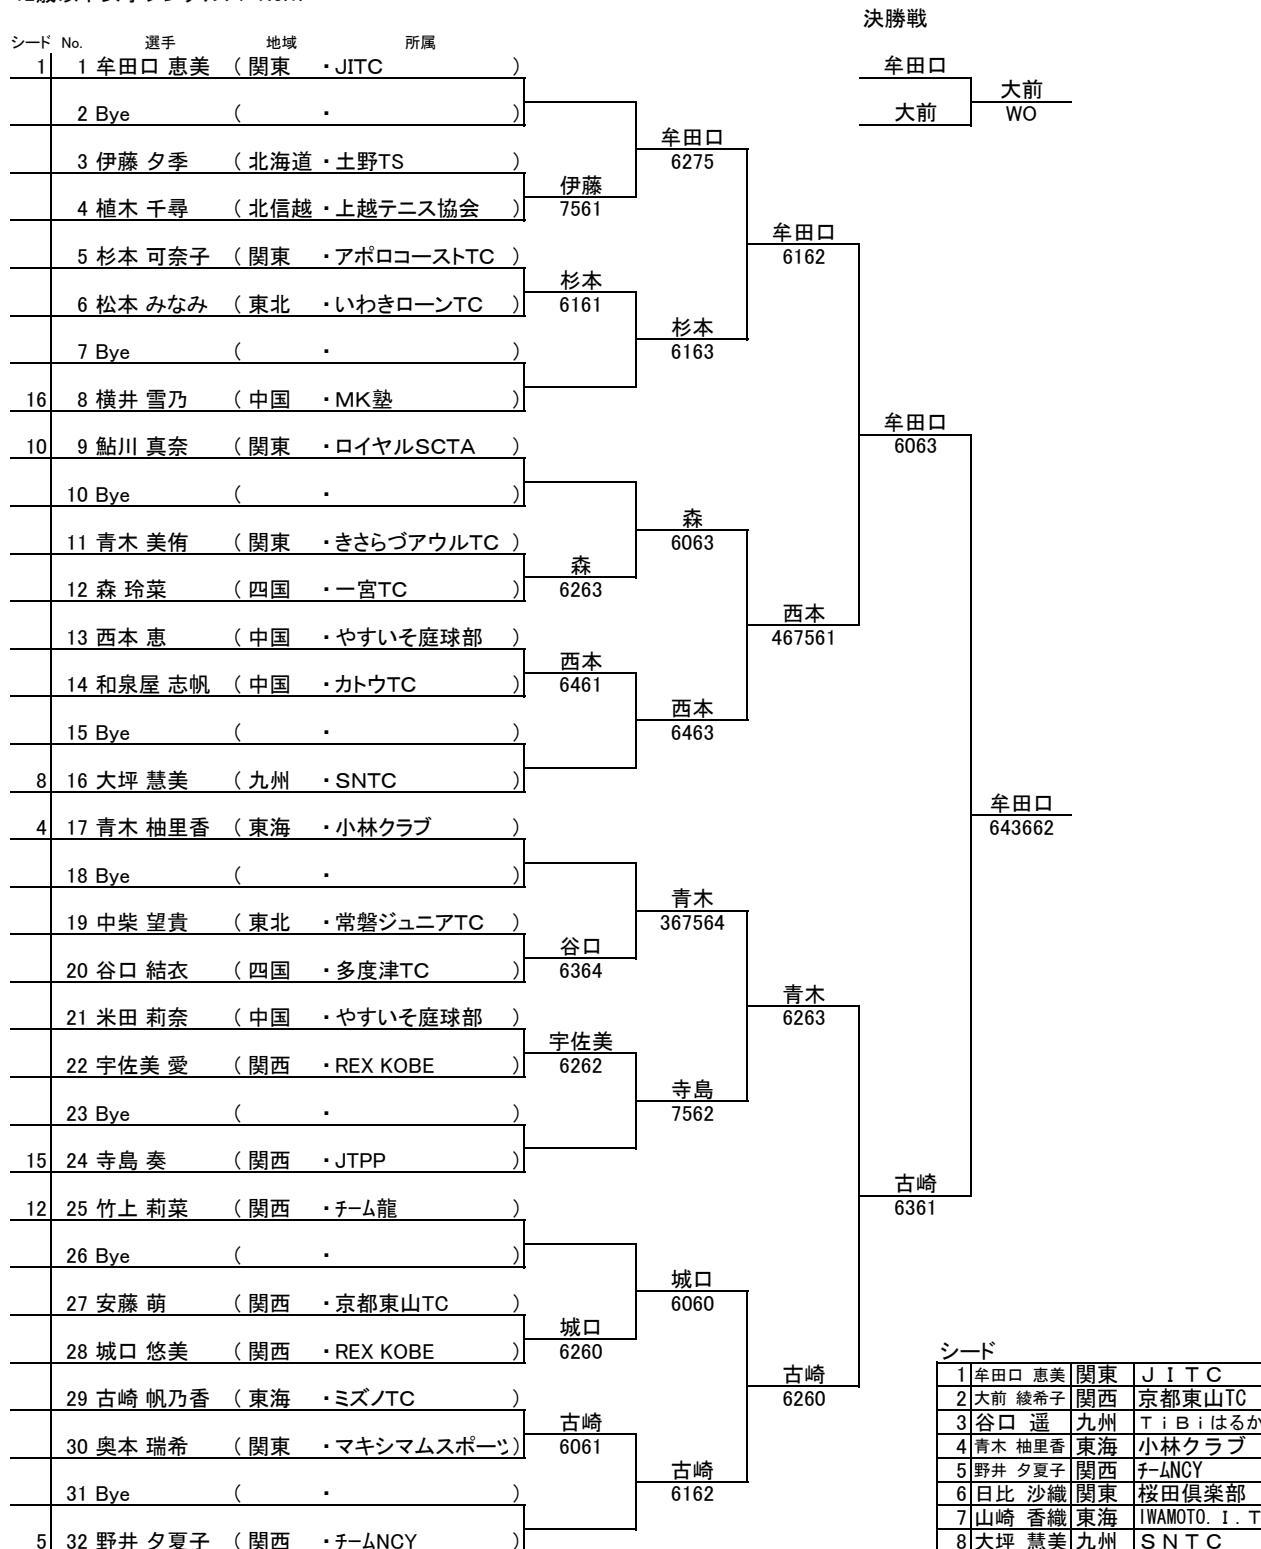 決勝戦
シード No. 選手 地域 所属
1 1 牟田口 恵美 ( 関東 ・JITC )
牟田口
大前
2 Bye ( ・ )
大前 WO
牟田口
3 伊藤 夕季 ( 北海道 ・土野TS )
6275
伊藤
4 植木 千尋 ( 北信越 ・上越テニス協会 )
7561
牟田口
5 杉本 可奈子 ( 関東 ・アポロコーストTC )
6162
杉本
6 松本 みなみ ( 東北 ・いわきローンTC )
6161
杉本
7 Bye ( ・ )
6163
16 8 横井 雪乃 ( 中国 ・MK塾 )
牟田口
10 9 鮎川 真奈 ( 関東 ・ロイヤルSCTA )
6063
10 Bye ( ・ )
森
11 青木 美侑 ( 関東 ・きさらづアウルTC )
6063
森
12 森 玲菜 ( 四国 ・一宮TC )
6263
西本
13 西本 恵 ( 中国 ・やすいそ庭球部 )
467561
西本
14 和泉屋 志帆 ( 中国 ・カトウTC )
6461
西本
15 Bye ( ・ )
6463
8 16 大坪 慧美 ( 九州 ・SNTC )
牟田口
4 17 青木 柚里香 ( 東海 ・小林クラブ )
643662
18 Bye ( ・ )
青木
19 中柴 望貴 ( 東北 ・常磐ジュニアTC )
367564
谷口
20 谷口 結衣 ( 四国 ・多度津TC )
6364
青木
21 米田 莉奈 ( 中国 ・やすいそ庭球部 )
6263
宇佐美
22 宇佐美 愛 ( 関西 ・REX KOBE )
6262
寺島
23 Bye ( ・ )
7562
15 24 寺島 奏 ( 関西 ・JTPP )
古崎
12 25 竹上 莉菜 ( 関西 ・チーム龍 )
6361
26 Bye ( ・ )
城口
27 安藤 萌 ( 関西 ・京都東山TC )
6060
城口
28 城口 悠美 ( 関西 ・REX KOBE )
6260
古崎
29 古崎 帆乃香 ( 東海 ・ミズノTC )
6260
古崎
30 奥本 瑞希 ( 関東 ・マキシマムスポーツ )
6061
古崎
31 Bye ( ・ )
6162
5 32 野井 夕夏子 ( 関西 ・チームNCY )
シード
1 牟田口 恵美 関東 ＪＩＴＣ
2 大前 綾希子 関西 京都東山TC
3 谷口 遥 九州 ＴｉＢｉはるか
4 青木 柚里香 東海 小林クラブ
5 野井 夕夏子 関西 チームNCY
6 日比 沙織 関東 桜田倶楽部
7 山崎 香織 東海 IWAMOTO.I.T
8 大坪 慧美 九州 ＳＮＴＣ